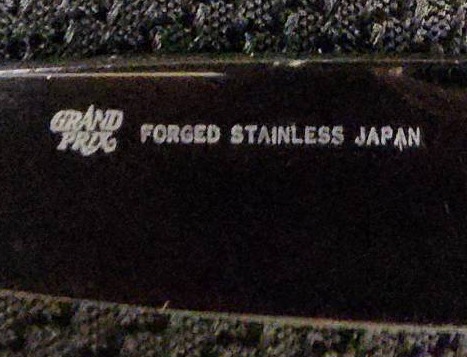 GRAND PRIX
FORGED STAINLESS JAPAN